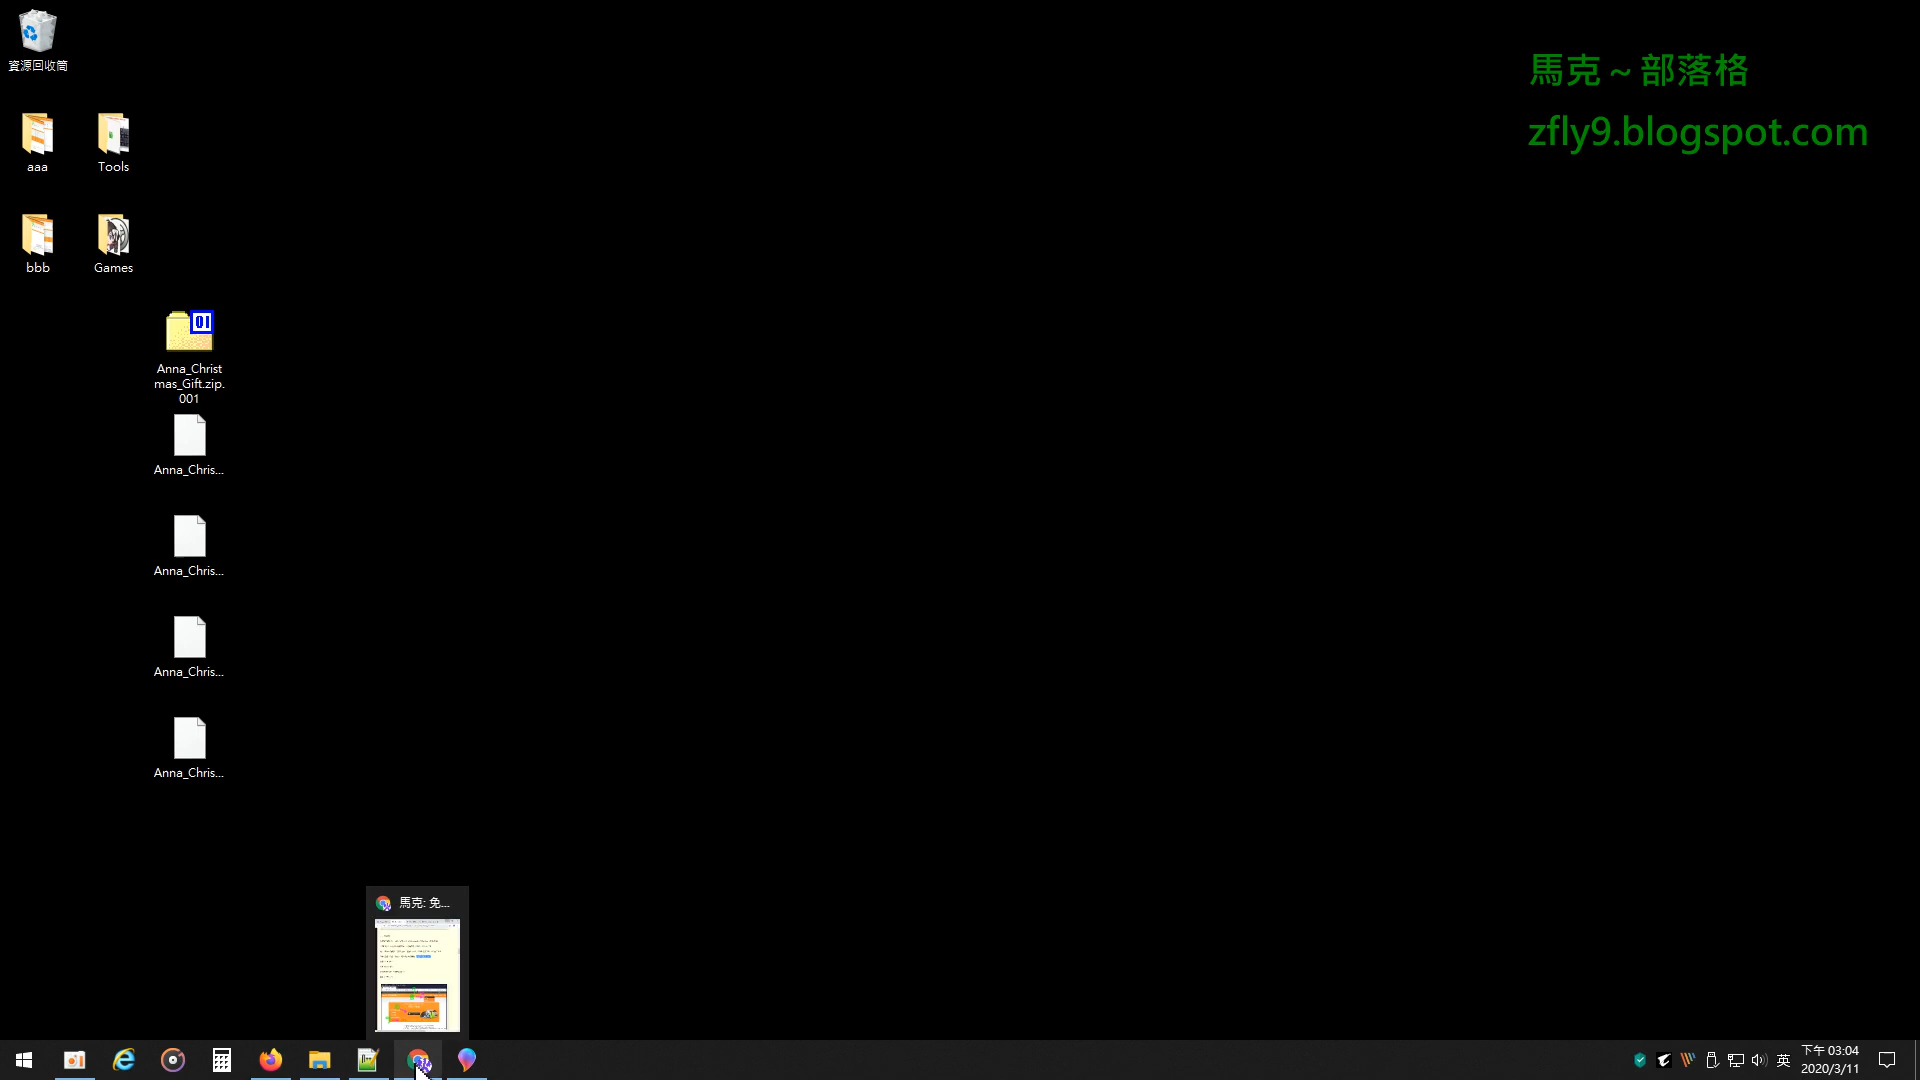 資源回收筒
馬克～部落格
zfly9.blogspot.com
aaa
Tools
bbb
Games
01
Anna_Christ
mas_Gift.zip.
001
Anna_Chris...
Anna_Chris...
Anna_Chris...
Anna_Chris...
馬克: 免...
英
下午 03:04
2020/3/11